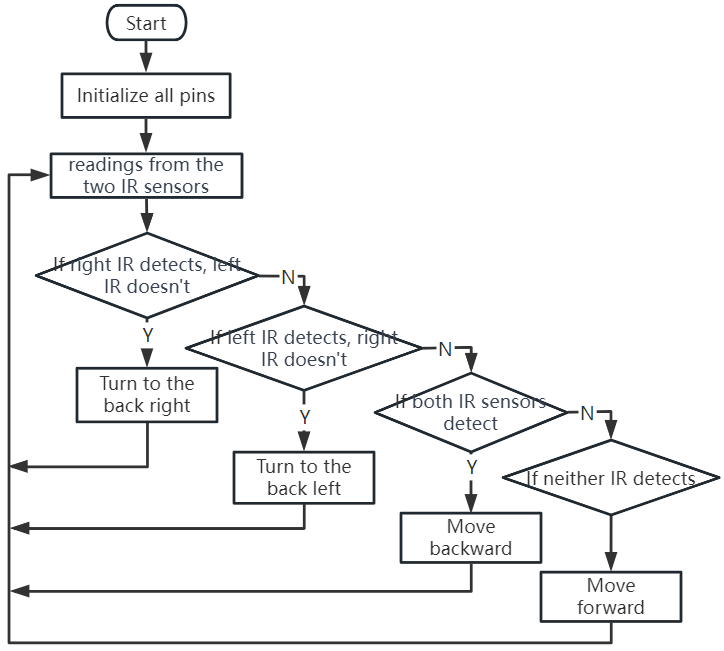 Start
Initialize all pins
readings from the
two IR sensors
If right IR detects, left
IR doesn't
N
Y
If left IR detects, right
IR doesn't
N
Turn to the
back right
Y
If both IR sensors
detect
N
Y
Turn to the
back left
If neither IR detects
Move
backward
Move
forward